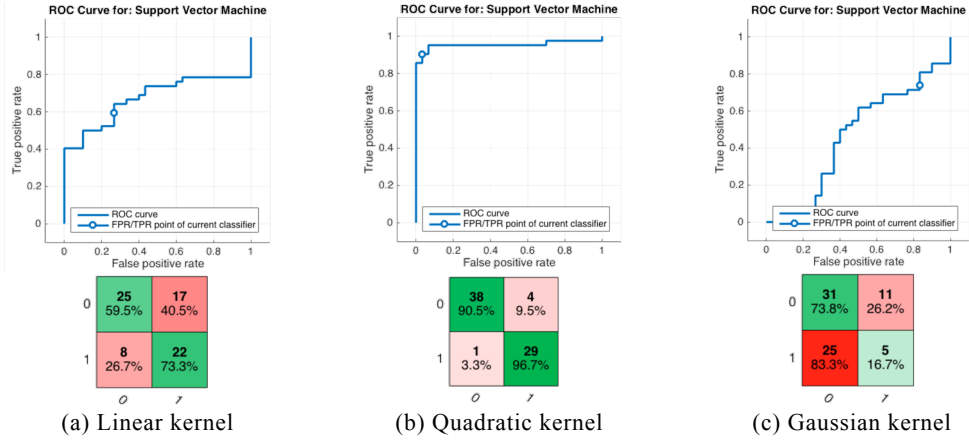 ROC Curve for: Support Vector Machine
1
0.8
0.6
0.4
0.2
0
True positive rate
ROC curve
FPR/TPR point of current classifier
0 0.2 0.4 0.6 0.8 1
False positive rate
0
25 17
59.5% 40.5%
1
8 22
26.7% 73.3%
0 1
(a) Linear kernel
ROC Curve for: Support Vector Machine
1
0.8
0.6
0.4
0.2
0
True positive rate
ROC curve
FPR/TPR point of current classifier
0 0.2 0.4 0.6 0.8 1
False positive rate
0
38 4
90.5% 9.5%
1
1 29
3.3% 96.7%
0 1
(b) Quadratic kernel
ROC Curve for: Support Vector Machine
1
0.8
0.6
0.4
0.2
0
True positive rate
ROC curve
FPR/TPR point of current classifier
0 0.2 0.4 0.6 0.8 1
False positive rate
0
31 11
73.8% 26.2%
1
25 5
83.3% 16.7%
0 1
(c) Gaussian kernel